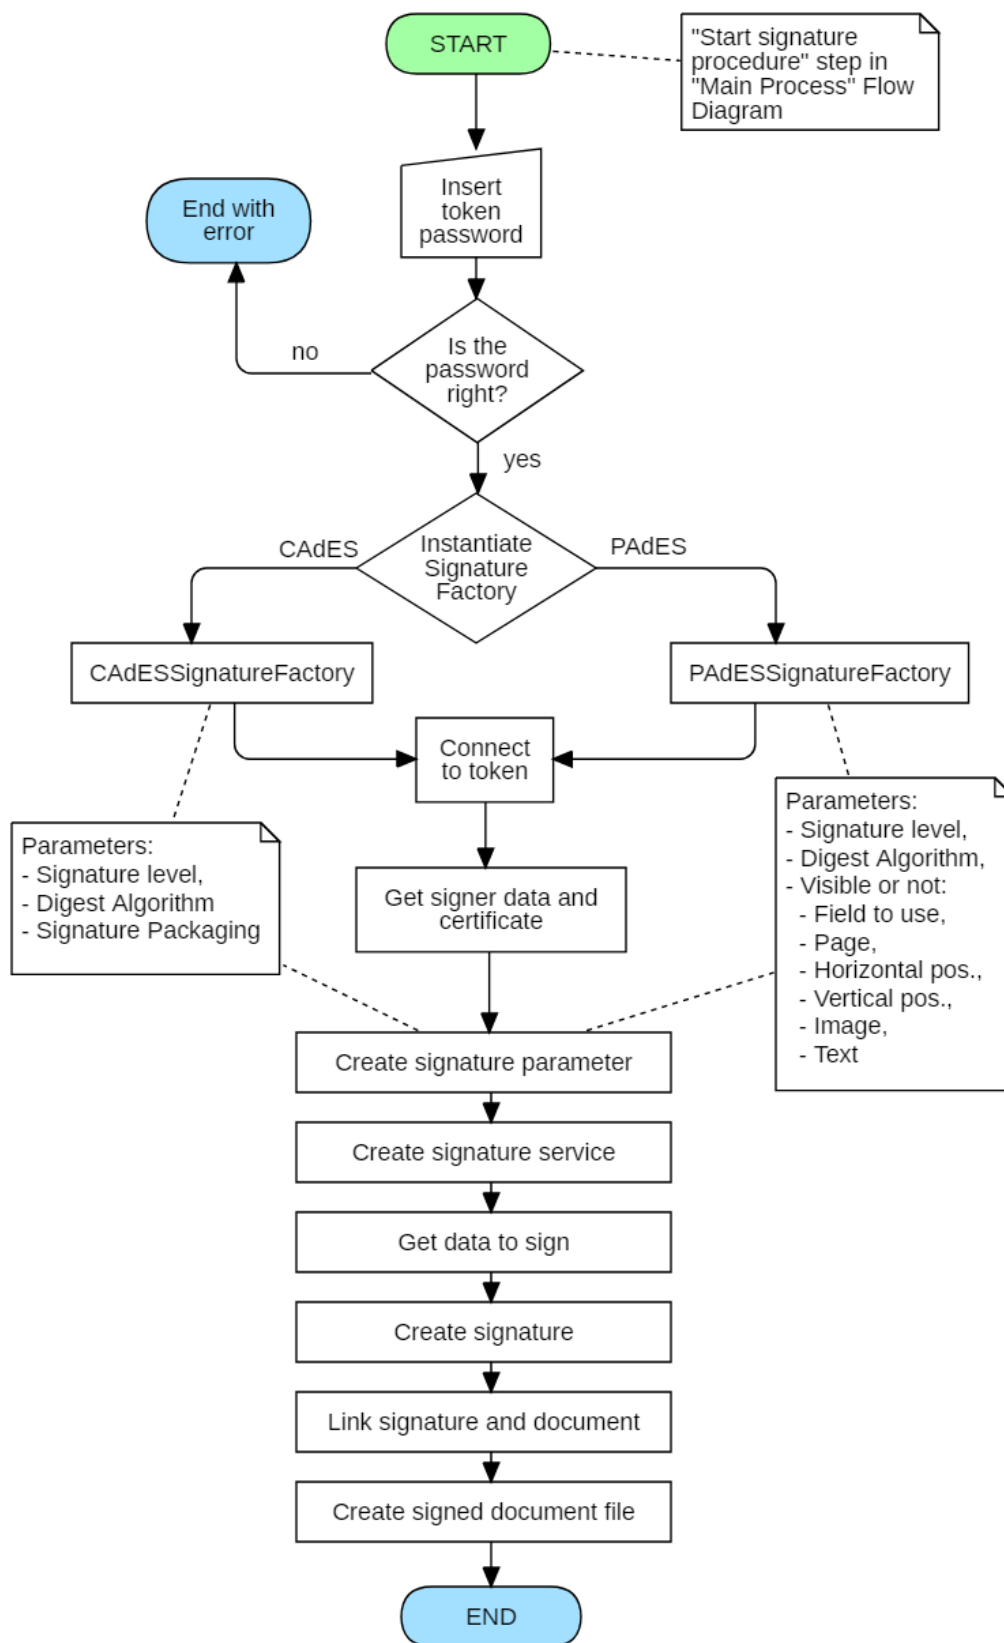 START
"Start signature
procedure" step in
"Main Process" Flow
Diagram
Insert
token
password
End with
error
Is the
password
right?
no
yes
Instantiate
Signature
Factory
CAdES
PAdES
CAdESSignatureFactory
PAdESSignatureFactory
Connect
to token
Parameters:
- Signature level,
- Digest Algorithm
- Signature Packaging
Parameters:
- Signature level,
- Digest Algorithm,
- Visible or not:
- Field to use,
- Page,
- Horizontal pos.,
- Vertical pos.,
- Image,
- Text
Get signer data and
certificate
Create signature parameter
Create signature service
Get data to sign
Create signature
Link signature and document
Create signed document file
END